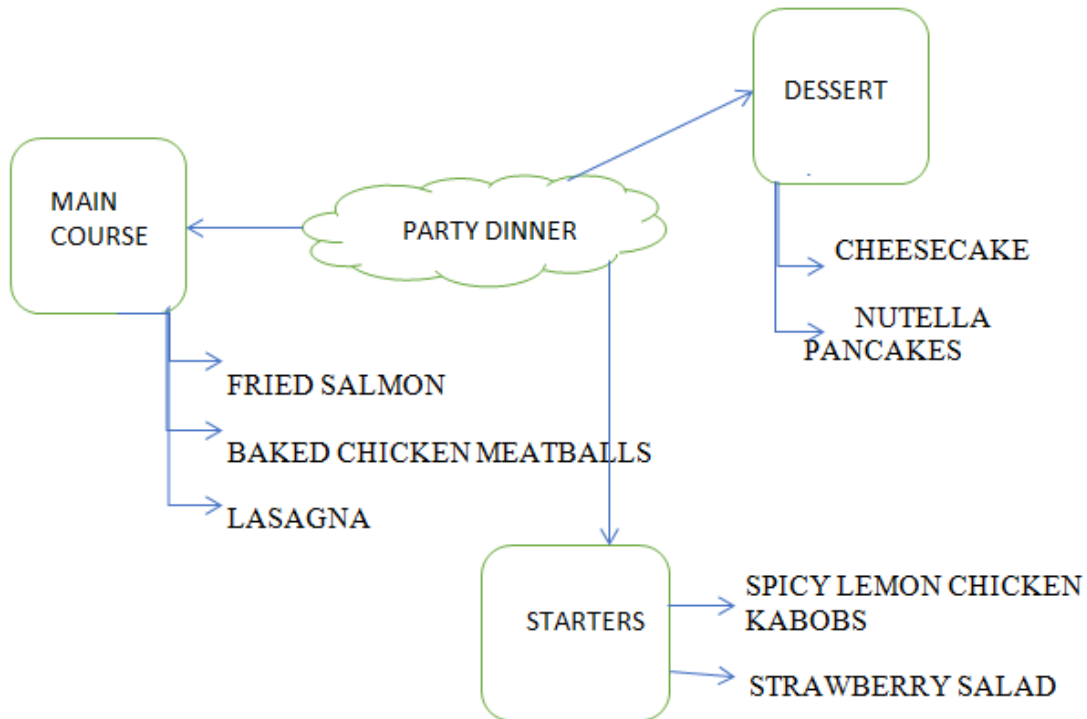 DESSERT
MAIN
COURSE
PARTY DINNER
CHEESECAKE
NUTELLA
PANCAKES
FRIED SALMON
BAKED CHICKEN MEATBALLS
LASAGNA
STARTERS
SPICY LEMON CHICKEN
KABOBS
STRAWBERRY SALAD